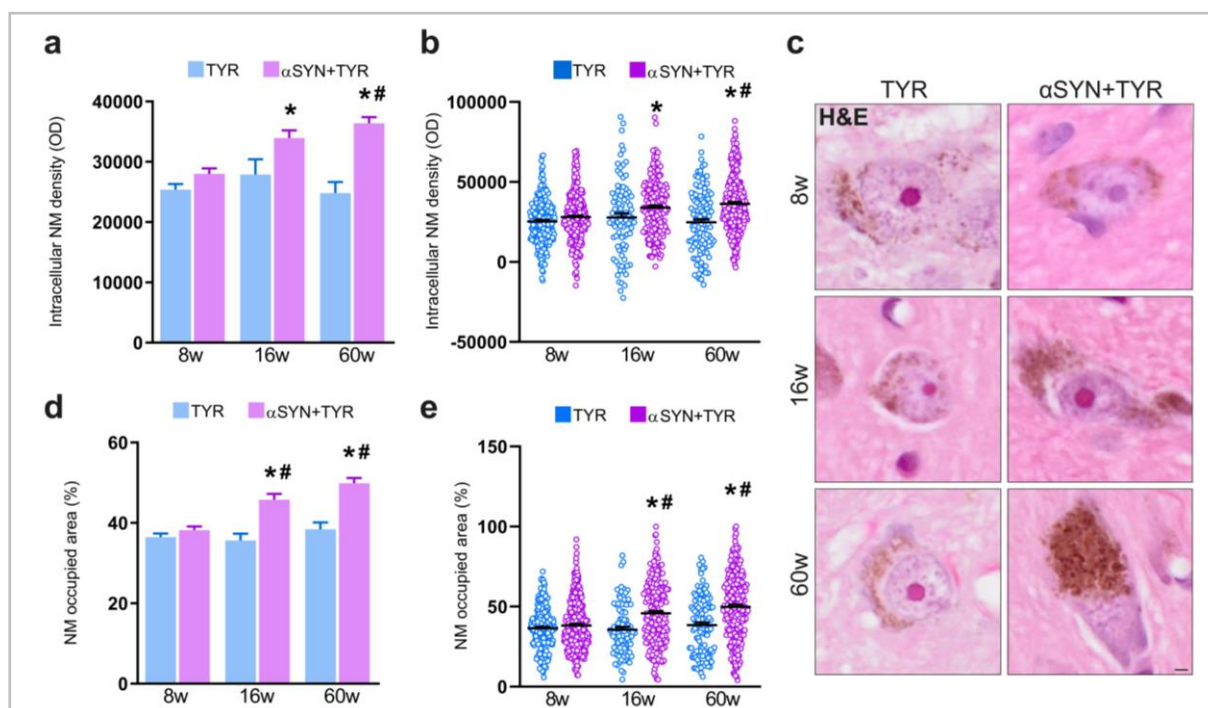 a
TYR αSYN+TYR
Intracellular NM density (OD)
40000
30000
20000
10000
0
* *#
8w 16w 60w
b
TYR αSYN+TYR
Intracellular NM density (OD)
100000
50000
0
-50000
* *#
8w 16w 60w
c
TYR αSYN+TYR
H&E
8w
16w
60w
d
TYR αSYN+TYR
NM occupied area (%)
60
40
20
0
*# *#
8w 16w 60w
e
TYR αSYN+TYR
NM occupied area (%)
150
100
50
0
*# *#
8w 16w 60w